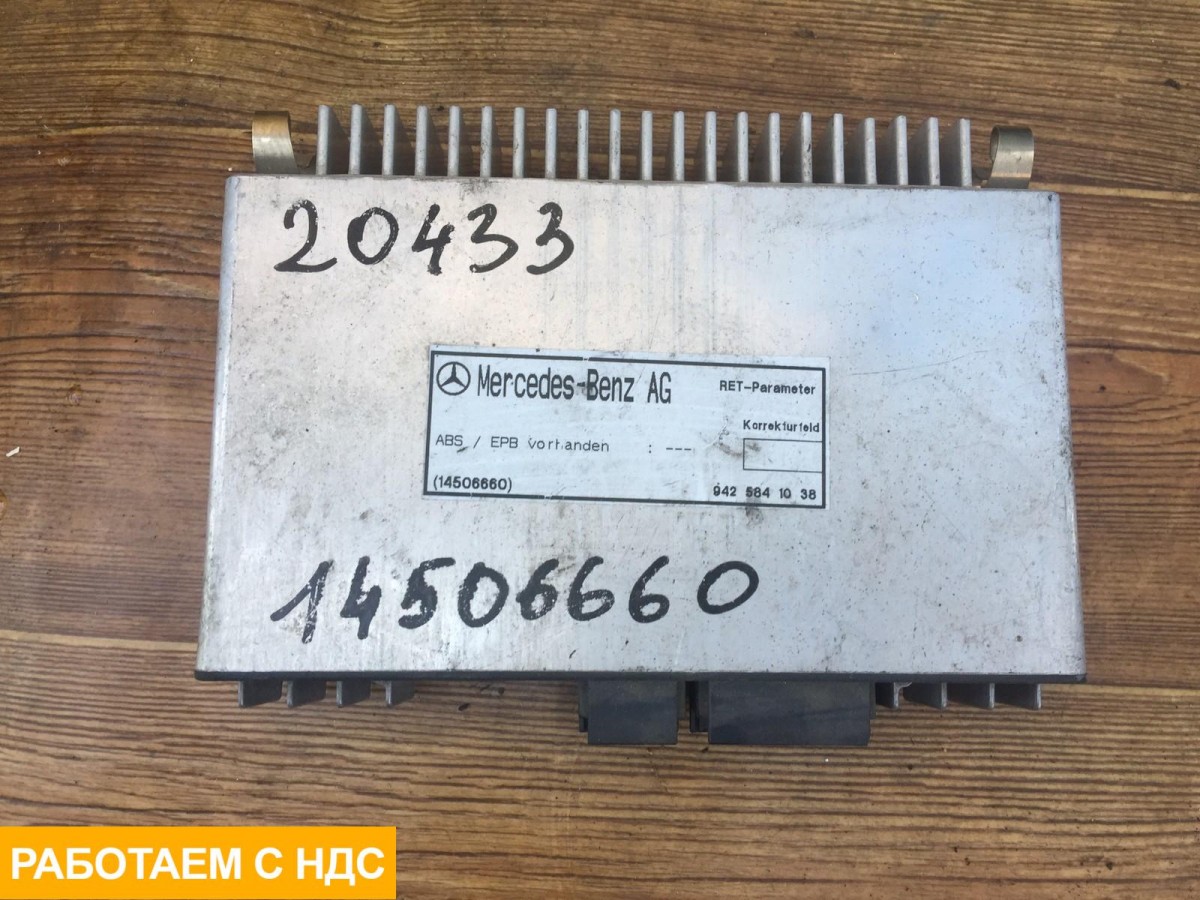 20433
Mercedes-Benz AG
RET-Parameter
Korrekturfeld
ABS / EPB vorhanden : ---
(14506660)
942 584 10 38
14506660
РАБОТАЕМ С НДС